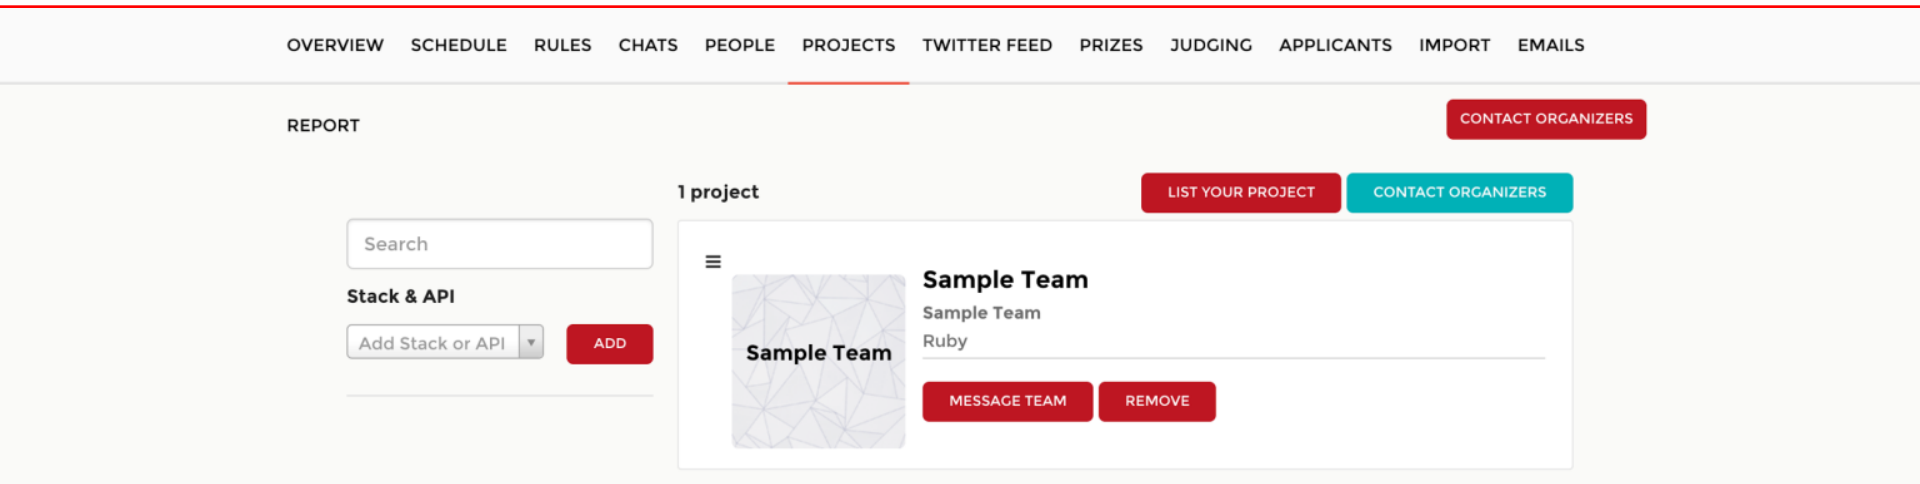 OVERVIEW SCHEDULE RULES CHATS PEOPLE PROJECTS TWITTER FEED PRIZES JUDGING APPLICANTS IMPORT EMAILS
REPORT
CONTACT ORGANIZERS
1 project
LIST YOUR PROJECT
CONTACT ORGANIZERS
Search
Stack & API
Add Stack or API
ADD
Sample Team
Sample Team
Sample Team
Ruby
MESSAGE TEAM
REMOVE